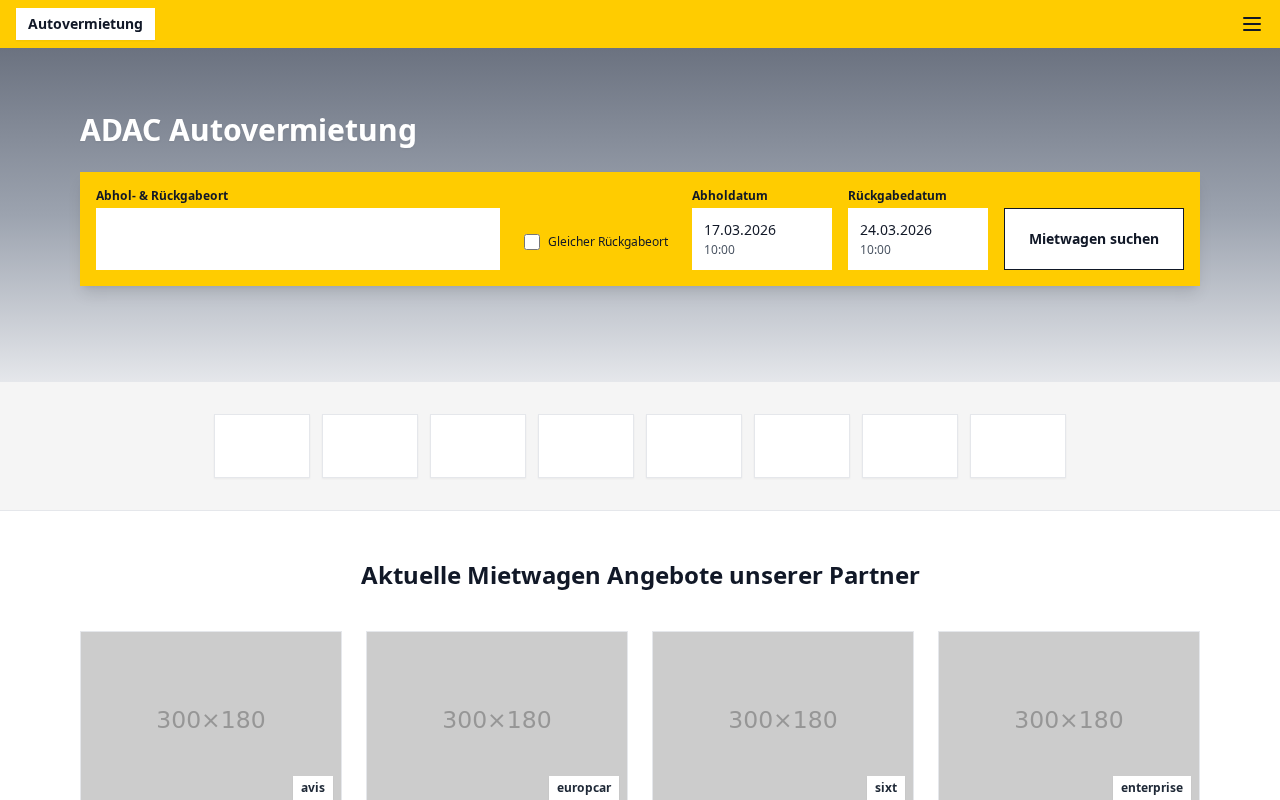 Autovermietung
ADAC Autovermietung
Abhol- & Rückgabeort
Gleicher Rückgabeort
Abholdatum
17.03.2026
10:00
Rückgabedatum
24.03.2026
10:00
Mietwagen suchen
Aktuelle Mietwagen Angebote unserer Partner
300×180
avis
300×180
europcar
300×180
sixt
300×180
enterprise